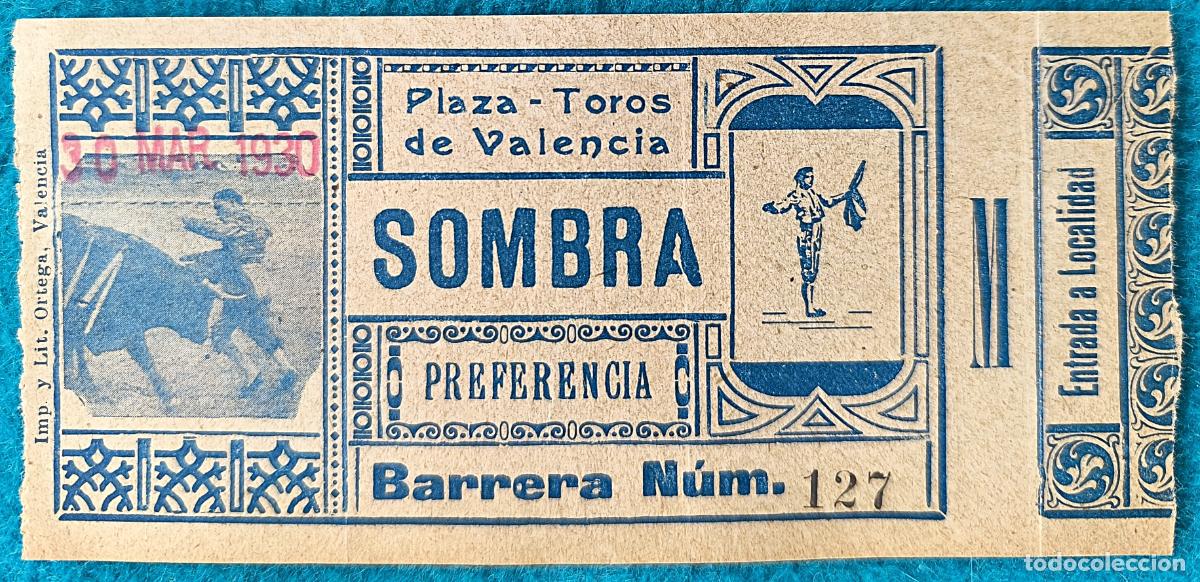 Imp. y Lit. Ortega, Valencia
30 MAR. 1930
Plaza - Toros
de Valencia
SOMBRA
PREFERENCIA
Barrera Núm. 127
M
Entrada a Localidad
todocoleccion